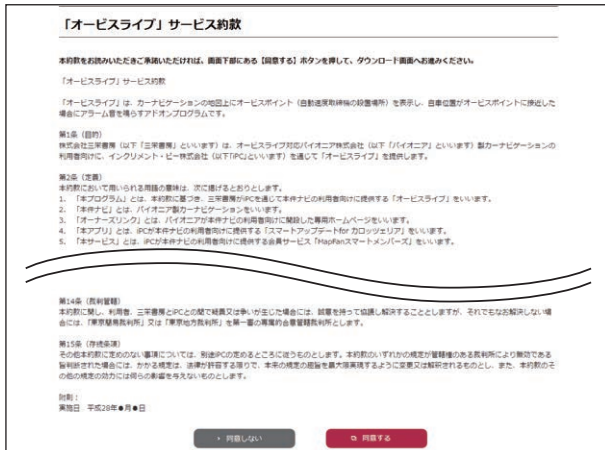 「オービスライブ」サービス約款
本約款をお読みいただきご承諾いただければ、画面下部にある【同意する】ボタンを押して、ダウンロード画面へお進みください。
「オービスライブ」サービス約款
「オービスライブ」は、カーナビゲーションの地図上にオービスポイント（自動速度取締機の設置場所）を表示し、自車位置がオービスポイントに接近した
場合にアラーム音を鳴らすアドオンプログラムです。
第1条（目的）
株式会社三栄書房（以下「三栄書房」といいます）は、オービスライブ対応パイオニア株式会社（以下「パイオニア」といいます）製カーナビゲーションの
利用者向けに、インクリメント・ピー株式会社（以下「iPC」といいます）を通じて「オービスライブ」を提供します。
第2条（定義）
本約款において用いられる用語の意味は、次に掲げるとおりとします。
1. 「本プログラム」とは、本約款に基づき、三栄書房がiPCを通じて本件ナビの利用者向けに提供する「オービスライブ」をいいます。
2. 「本件ナビ」とは、パイオニア製カーナビゲーションをいいます。
3. 「オーナーズリンク」とは、パイオニアが本件ナビの利用者向けに開設した専用ホームページをいいます。
4. 「本アプリ」とは、iPCが本件ナビの利用者向けに提供する「スマートアップデートfor カロッツェリア」をいいます。
5. 「本サービス」とは、iPCが本件ナビの利用者向けに提供する会員サービス「MapFanスマートメンバーズ」をいいます。
第14条（裁判管轄）
本約款に関し、利用者、三栄書房とiPCとの間で疑義又は争いが生じた場合には、誠意を持って協議し解決することとしますが、それでもなお解決しない場
合には、「東京簡易裁判所」又は「東京地方裁判所」を第一審の専属的合意管轄裁判所とします。
第15条（存続条項）
その他本約款に定めのない事項については、別途iPCの定めるところに従うものとします。本約款のいずれかの規定が管轄権のある裁判所により無効である
旨判断された場合には、かかる規定は、法律が許容する限りで、本来の規定の趣旨を最大限実現するように変更又は解釈されるものとし、また、本約款のそ
の他の規定の効力には何らの影響を与えないものとします。
附則：
実施日 平成28年●月●日
同意しない
同意する